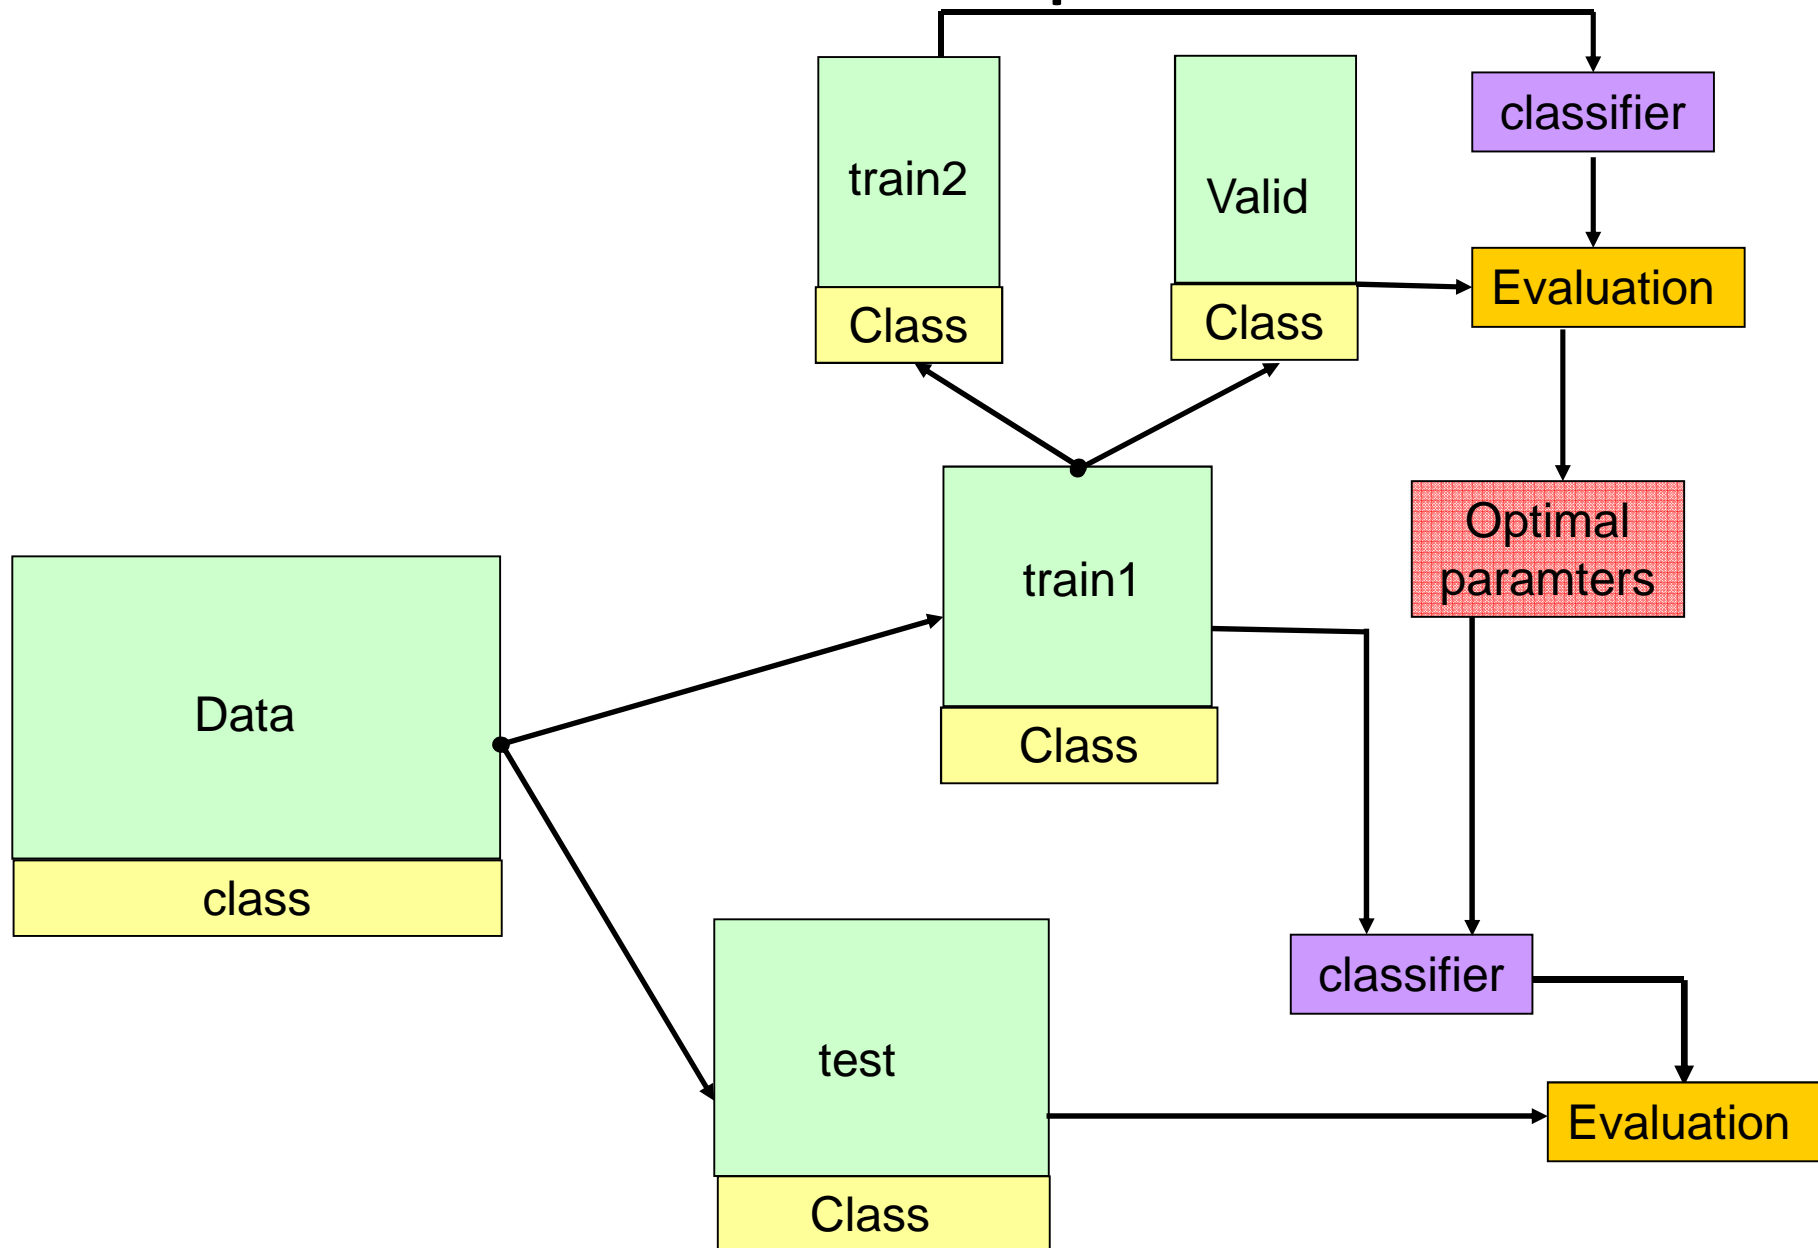 train2
Class
Valid
Class
classifier
Evaluation
Optimal
paramters
train1
Class
Data
class
test
Class
classifier
Evaluation